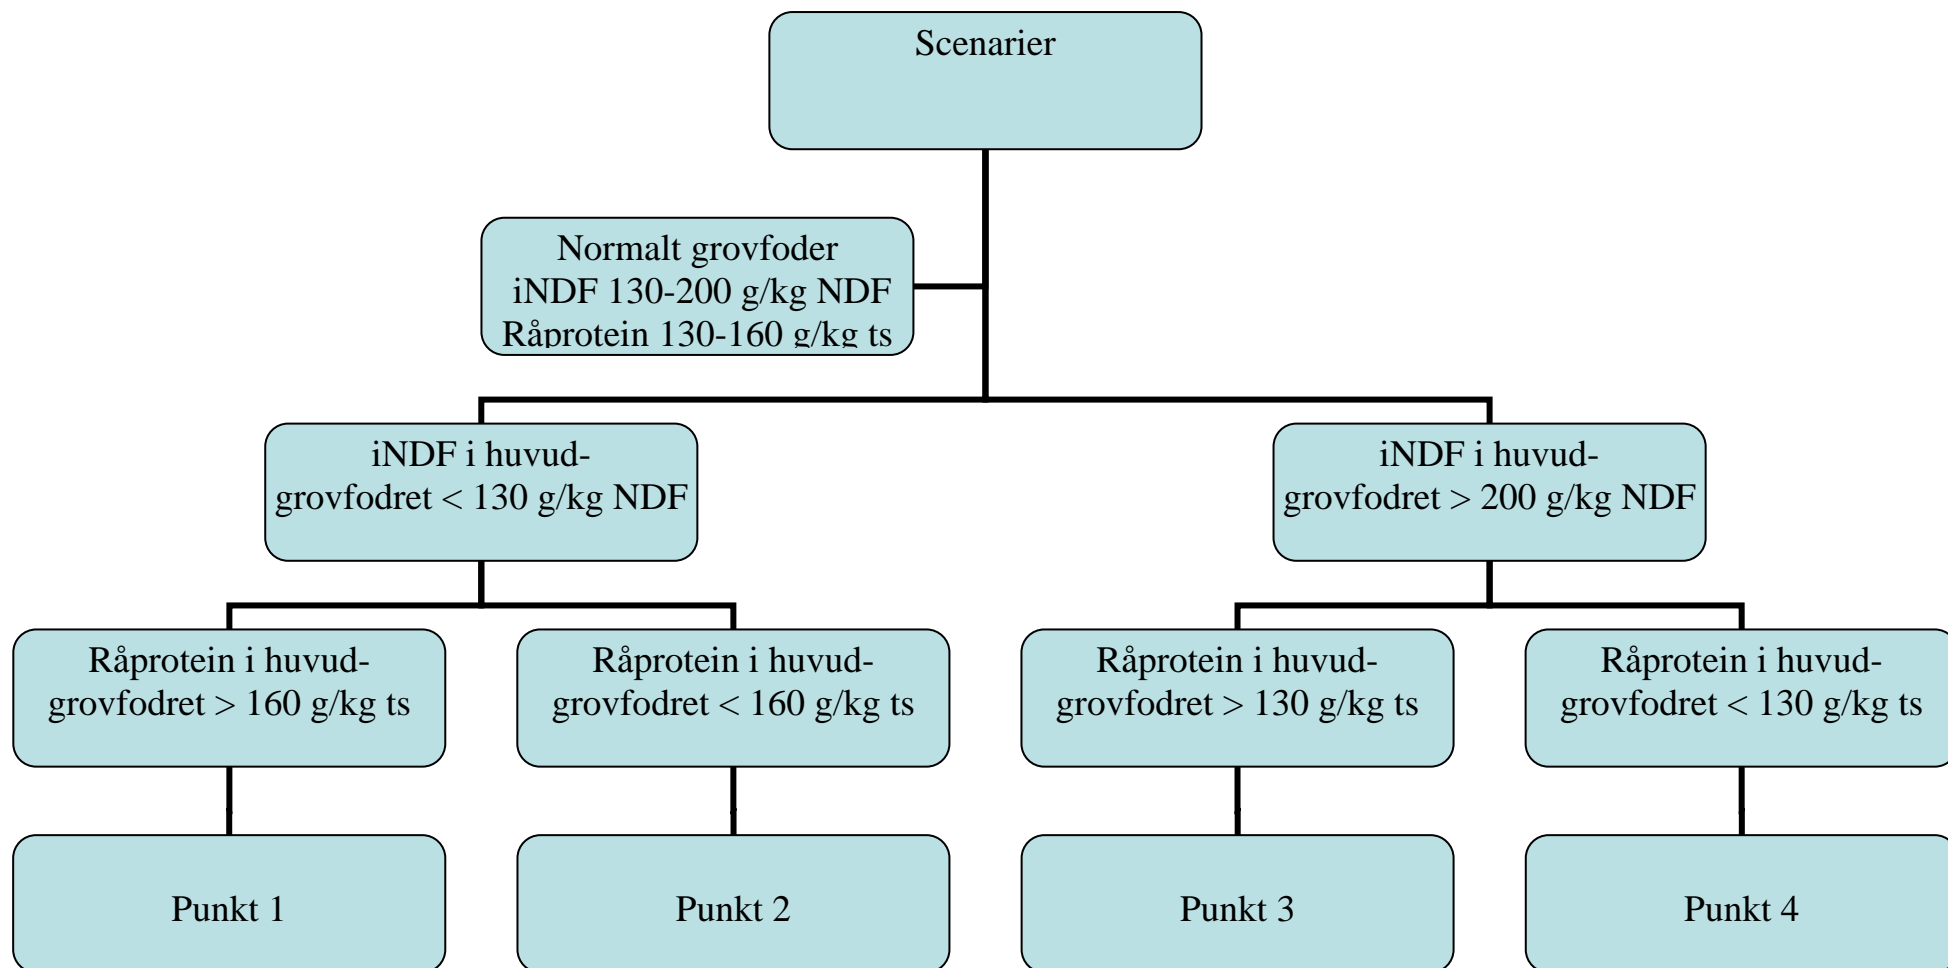 Scenarier
Normalt grovfoder
iNDF 130-200 g/kg NDF
Råprotein 130-160 g/kg ts
iNDF i huvud-
grovfodret < 130 g/kg NDF
iNDF i huvud-
grovfodret > 200 g/kg NDF
Råprotein i huvud-
grovfodret > 160 g/kg ts
Råprotein i huvud-
grovfodret < 160 g/kg ts
Råprotein i huvud-
grovfodret > 130 g/kg ts
Råprotein i huvud-
grovfodret < 130 g/kg ts
Punkt 1
Punkt 2
Punkt 3
Punkt 4